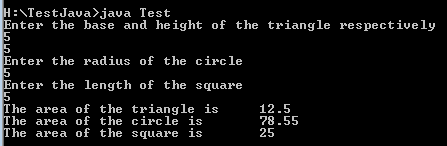 H:\TestJava>java Test
Enter the base and height of the triangle respectively
5
5
Enter the radius of the circle
5
Enter the length of the square
5
The area of the triangle is 12.5
The area of the circle is 78.55
The area of the square is 25